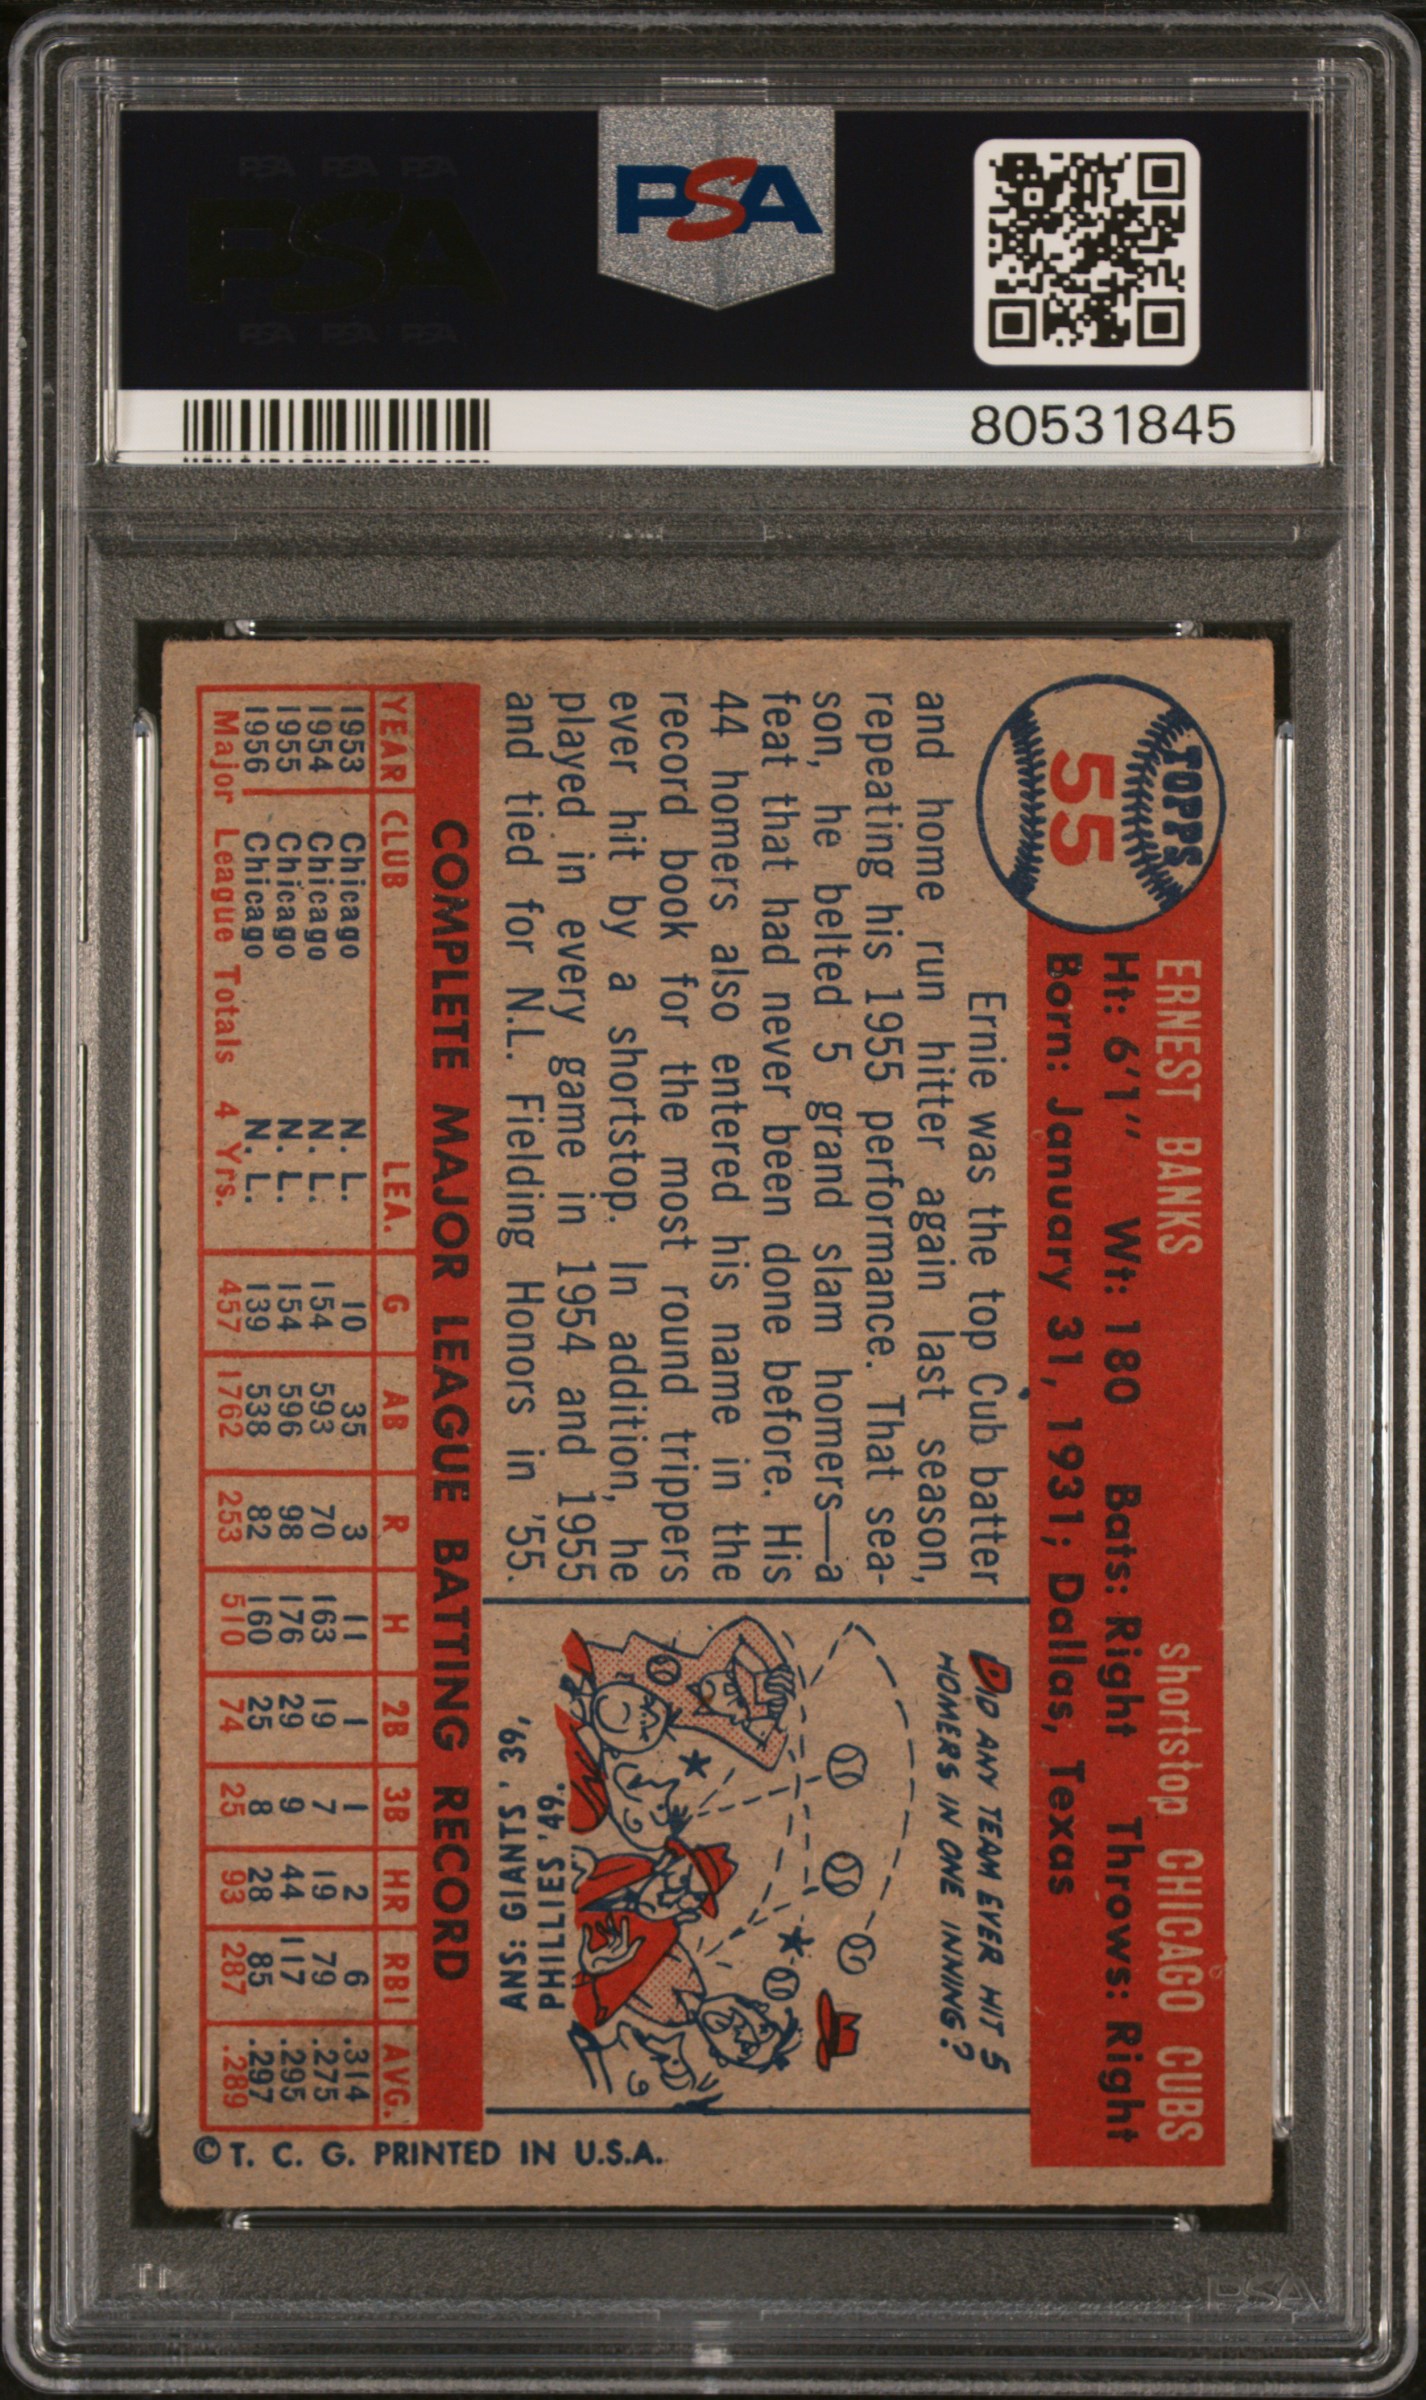 PSA PSA PSA
PSA
PSA PSA PSA
PSA
80531845
TOPPS
55
ERNEST BANKS shortstop CHICAGO CUBS
Ht: 6'1" Wt: 180 Bats: Right Throws: Right
Born: January 31, 1931; Dallas, Texas
Ernie was the top Cub batter
and home run hitter again last season,
repeating his 1955 performance. That sea-
son, he belted 5 grand slam homers—a
feat that had never been done before. His
44 homers also entered his name in the
record book for the most round trippers
ever hit by a shortstop. In addition, he
played in every game in 1954 and 1955
and tied for N.L. Fielding Honors in '55.
DID ANY TEAM EVER HIT 5
HOMERS IN ONE INNING?
ANS: GIANTS, '39,
PHILLIES, '49.
COMPLETE MAJOR LEAGUE BATTING RECORD
YEAR CLUB LEA. G AB R H 2B 3B HR RBI AVG.
1953 Chicago N. L. 10 35 3 11 1 1 2 6 .314
1954 Chicago N. L. 154 593 70 163 19 7 19 79 .275
1955 Chicago N. L. 154 596 98 176 29 9 44 117 .295
1956 Chicago N. L. 139 538 82 160 25 8 28 85 .297
Major League Totals 4 Yrs. 457 1762 253 510 74 25 93 287 .289
© T. C. G. PRINTED IN U.S.A.
PSA